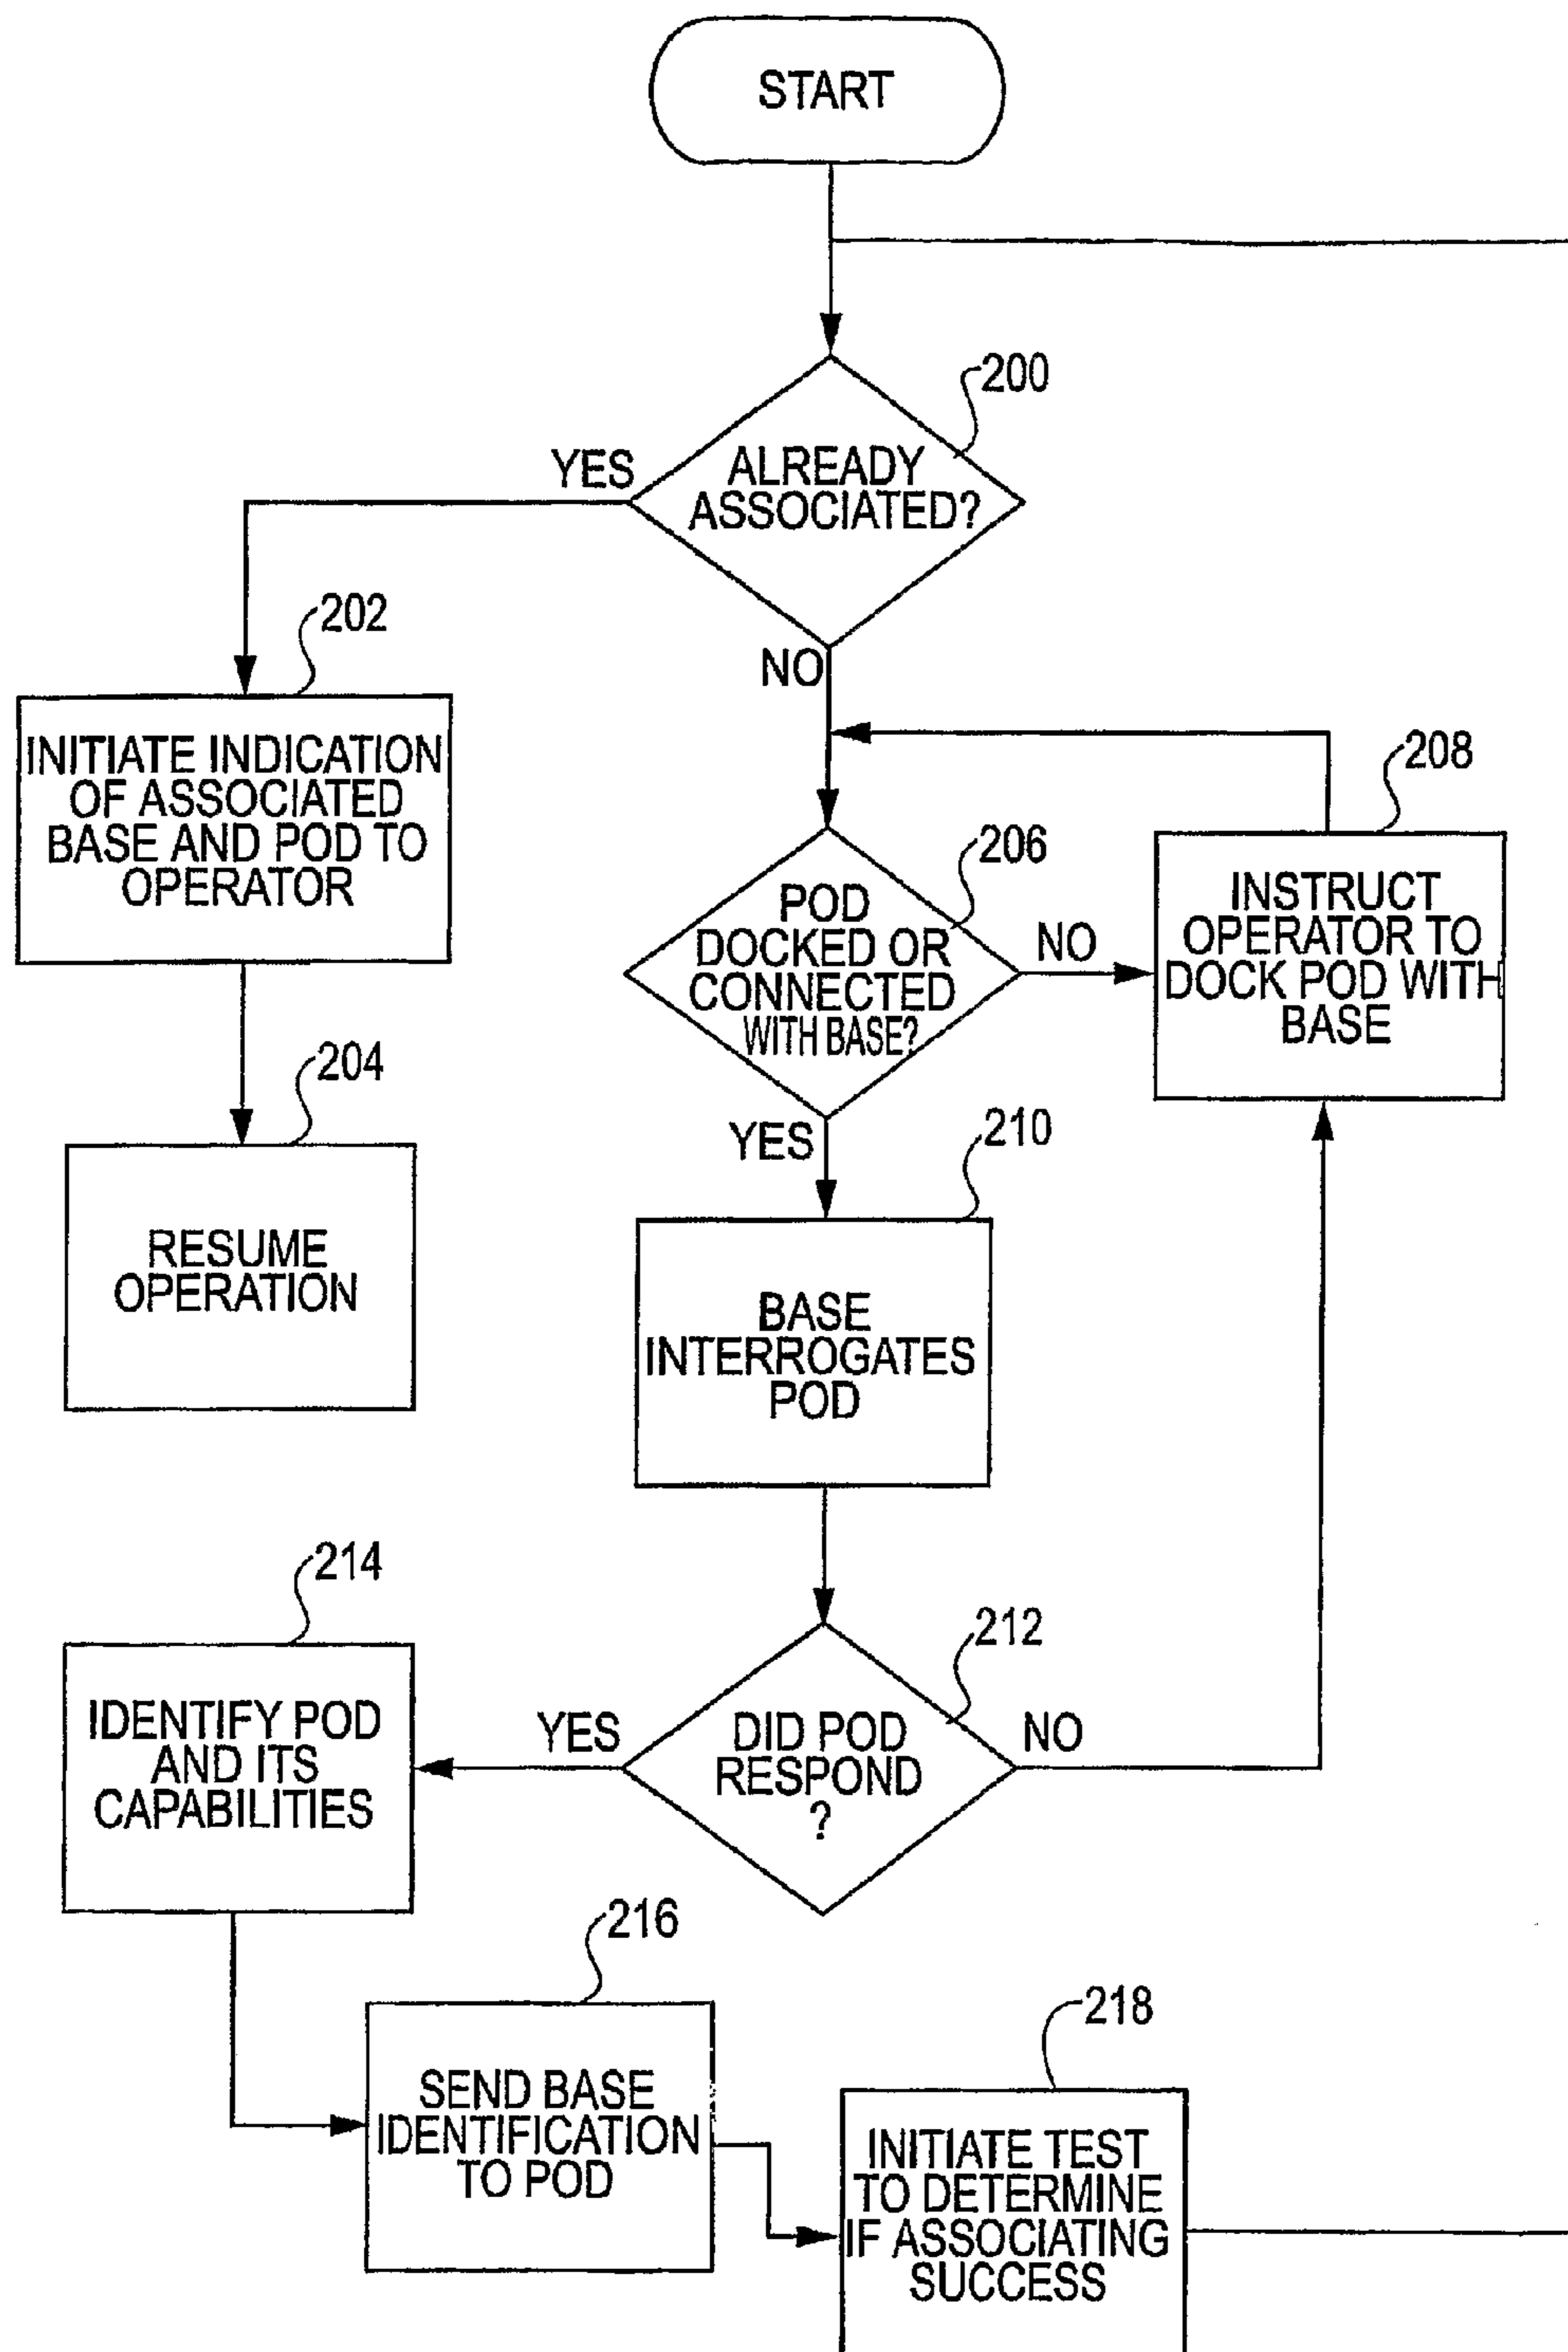 START
200
YES
ALREADY
ASSOCIATED?
NO
202
INITIATE INDICATION
OF ASSOCIATED
BASE AND POD TO
OPERATOR
208
INSTRUCT
OPERATOR TO
DOCK POD WITH
BASE
206
POD
DOCKED OR
CONNECTED
WITH BASE?
NO
YES
204
RESUME
OPERATION
210
BASE
INTERROGATES
POD
214
IDENTIFY POD
AND ITS
CAPABILITIES
212
YES
DID POD
RESPOND
?
NO
216
SEND BASE
IDENTIFICATION
TO POD
218
INITIATE TEST
TO DETERMINE
IF ASSOCIATING
SUCCESS